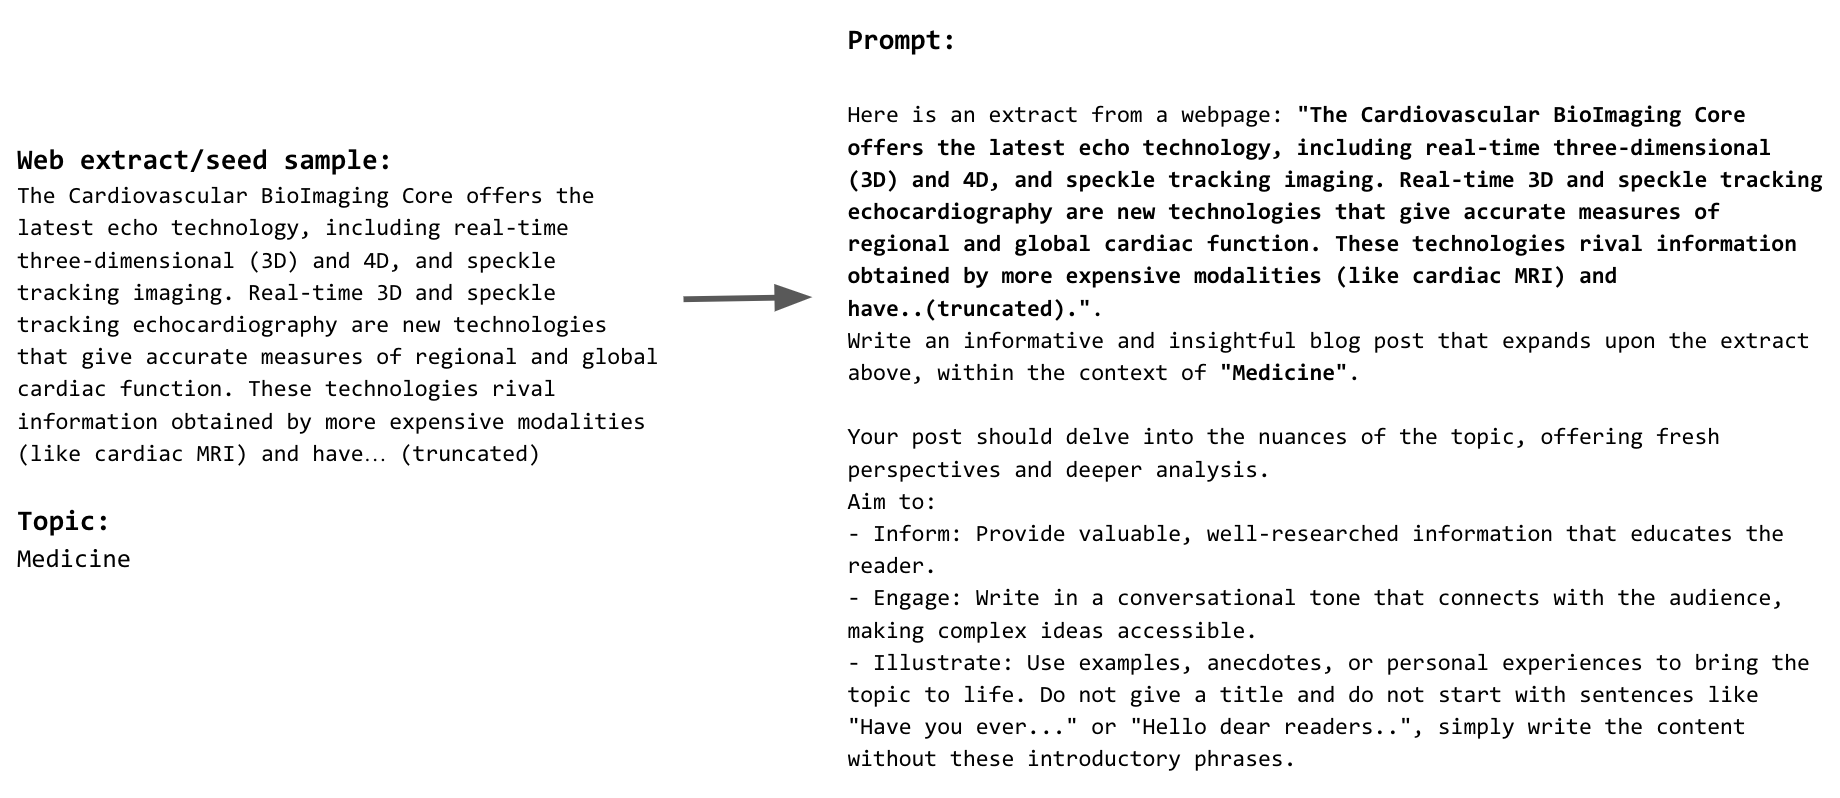 Web extract/seed sample:
The Cardiovascular BioImaging Core offers the
latest echo technology, including real-time
three-dimensional (3D) and 4D, and speckle
tracking imaging. Real-time 3D and speckle
tracking echocardiography are new technologies
that give accurate measures of regional and global
cardiac function. These technologies rival
information obtained by more expensive modalities
(like cardiac MRI) and have… (truncated)
Topic:
Medicine
Prompt:
Here is an extract from a webpage: "The Cardiovascular BioImaging Core
offers the latest echo technology, including real-time three-dimensional
(3D) and 4D, and speckle tracking imaging. Real-time 3D and speckle tracking
echocardiography are new technologies that give accurate measures of
regional and global cardiac function. These technologies rival information
obtained by more expensive modalities (like cardiac MRI) and
have..(truncated).".
Write an informative and insightful blog post that expands upon the extract
above, within the context of "Medicine".
Your post should delve into the nuances of the topic, offering fresh
perspectives and deeper analysis.
Aim to:
- Inform: Provide valuable, well-researched information that educates the
reader.
- Engage: Write in a conversational tone that connects with the audience,
making complex ideas accessible.
- Illustrate: Use examples, anecdotes, or personal experiences to bring the
topic to life. Do not give a title and do not start with sentences like
"Have you ever..." or "Hello dear readers..", simply write the content
without these introductory phrases.